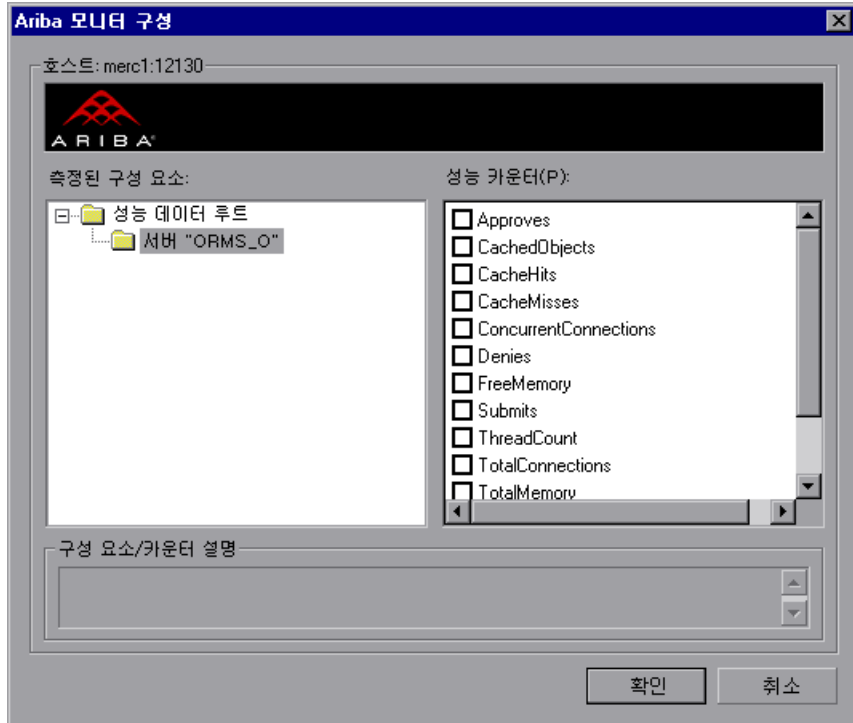 Ariba 모니터 구성
호스트: merc1:12130
ARIBA®
측정된 구성 요소:
성능 카운터(P):
성능 데이터 루트
서버 "ORMS_O"
Approves
CachedObjects
CacheHits
CacheMisses
ConcurrentConnections
Denies
FreeMemory
Submits
ThreadCount
TotalConnections
TotalMemory
구성 요소/카운터 설명
확인
취소